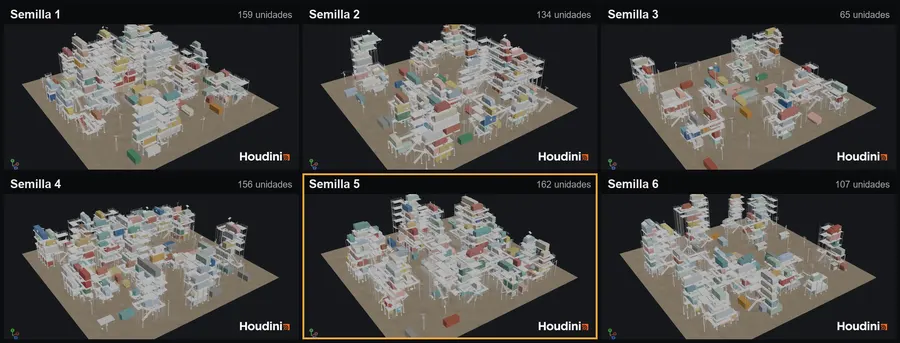 Semilla 1 159 unidades
Semilla 2 134 unidades
Semilla 3 65 unidades
Houdini
Houdini
Houdini
Semilla 4 156 unidades
Semilla 5 162 unidades
Semilla 6 107 unidades
Houdini
Houdini
Houdini